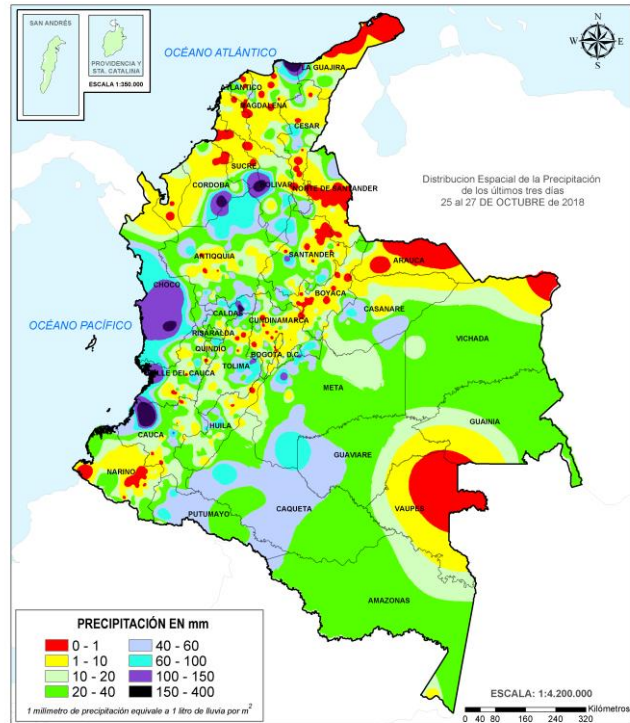 SAN ANDRÉS
PROVIDENCIA Y
STA. CATALINA
ESCALA 1:350.000
OCÉANO ATLÁNTICO
N
W E
S
LA GUAJIRA
ATLANTICO
MAGDALENA
CESAR
SUCRE
CORDOBA
BOLIVAR
NORTE DE SANTANDER
Distribucion Espacial de la Precipitación
de los últimos tres días
25 al 27 DE OCTUBRE de 2018
ANTIOQUIA
SANTANDER
ARAUCA
CHOCO
BOYACA
CASANARE
OCÉANO PACÍFICO
CALDAS
CUNDINAMARCA
RISARALDA
VICHADA
QUINDIO
BOGOTA, D.C.
VALLE DEL CAUCA
TOLIMA
META
GUAINIA
CAUCA
HUILA
GUAVIARE
NARIÑO
VAUPES
PUTUMAYO
CAQUETA
AMAZONAS
PRECIPITACIÓN EN mm
0 - 1 40 - 60
1 - 10 60 - 100
10 - 20 100 - 150
20 - 40 150 - 400
1 milimetro de precipitación equivale a 1 litro de lluvia por m²
ESCALA: 1:4.200.000
Kilómetros
0 40 80 160 240 320